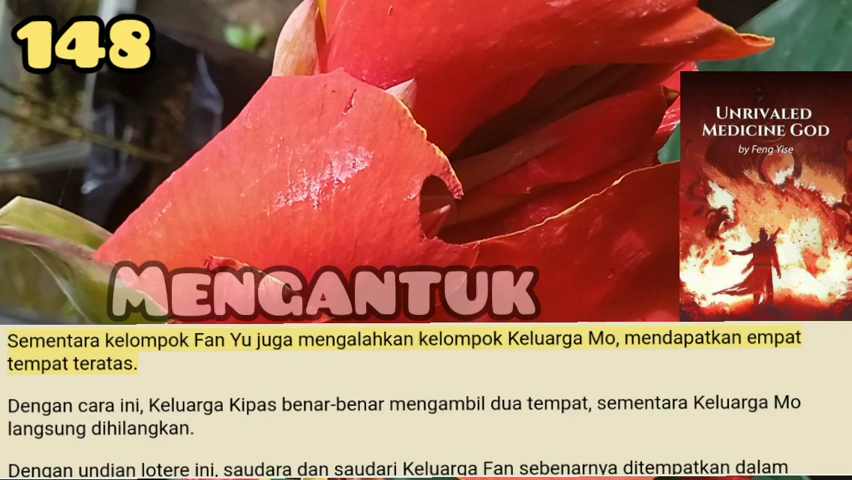 148
UNRIVALED
MEDICINE GOD
by Feng Yise
MENGANTUK
Sementara kelompok Fan Yu juga mengalahkan kelompok Keluarga Mo, mendapatkan empat
tempat teratas.
Dengan cara ini, Keluarga Kipas benar-benar mengambil dua tempat, sementara Keluarga Mo
langsung dihilangkan.
Dengan undian lotere ini, saudara dan saudari Keluarga Fan sebenarnya ditempatkan dalam